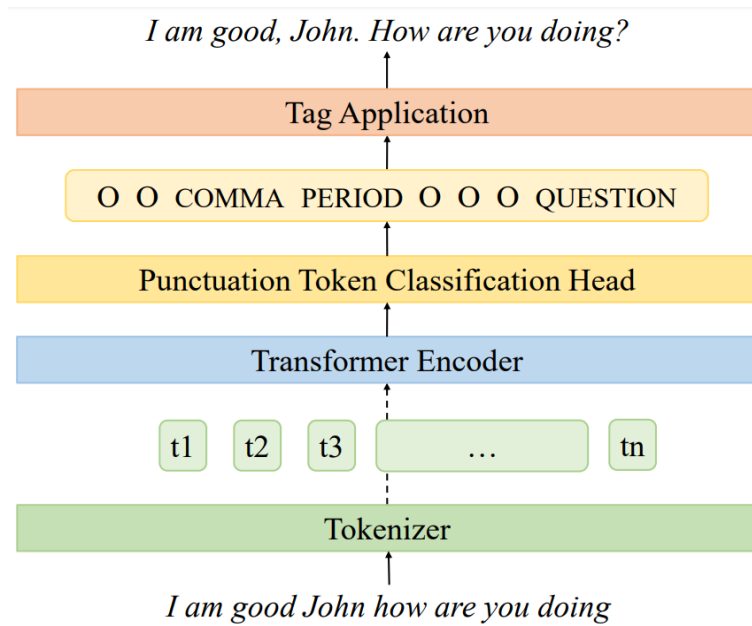 I am good, John. How are you doing?
Tag Application
O O COMMA PERIOD O O O QUESTION
Punctuation Token Classification Head
Transformer Encoder
t1 t2 t3 ... tn
Tokenizer
I am good John how are you doing